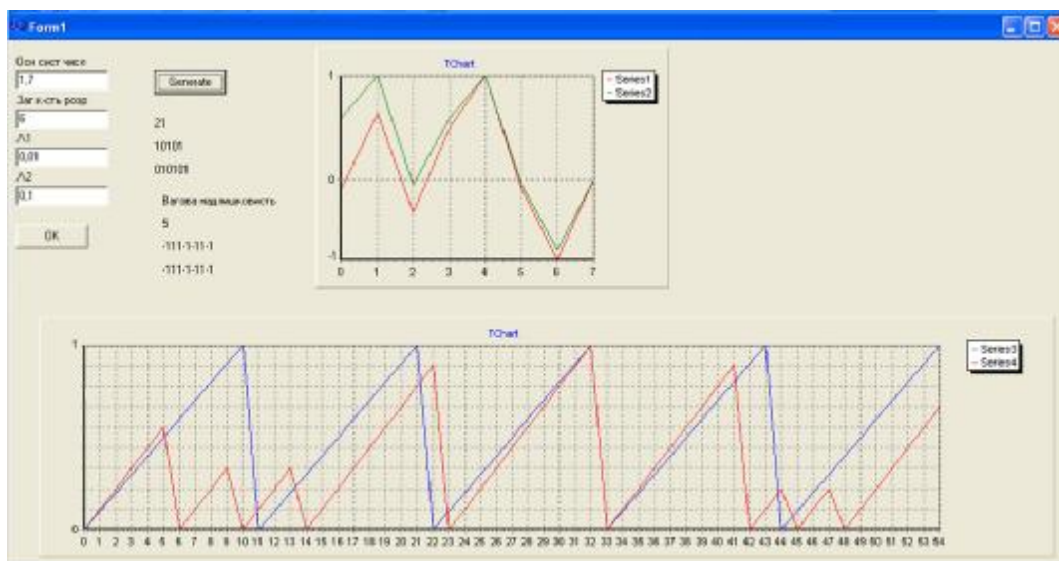 Form1
Осн сист числ
1,7
Заг к-сть розр
6
Λ1
0,01
Λ2
0,1
OK
Generate
21
10101
010101
Вагова надлишковість
5
-111-1-11-1
-111-1-11-1
TChart
1
0
-1
0 1 2 3 4 5 6 7
Series1
Series2
TChart
1
0
0 1 2 3 4 5 6 7 8 9 10 11 12 13 14 15 16 17 18 19 20 21 22 23 24 25 26 27 28 29 30 31 32 33 34 35 36 37 38 39 40 41 42 43 44 45 46 47 48 49 50 51 52 53 54
Series3
Series4